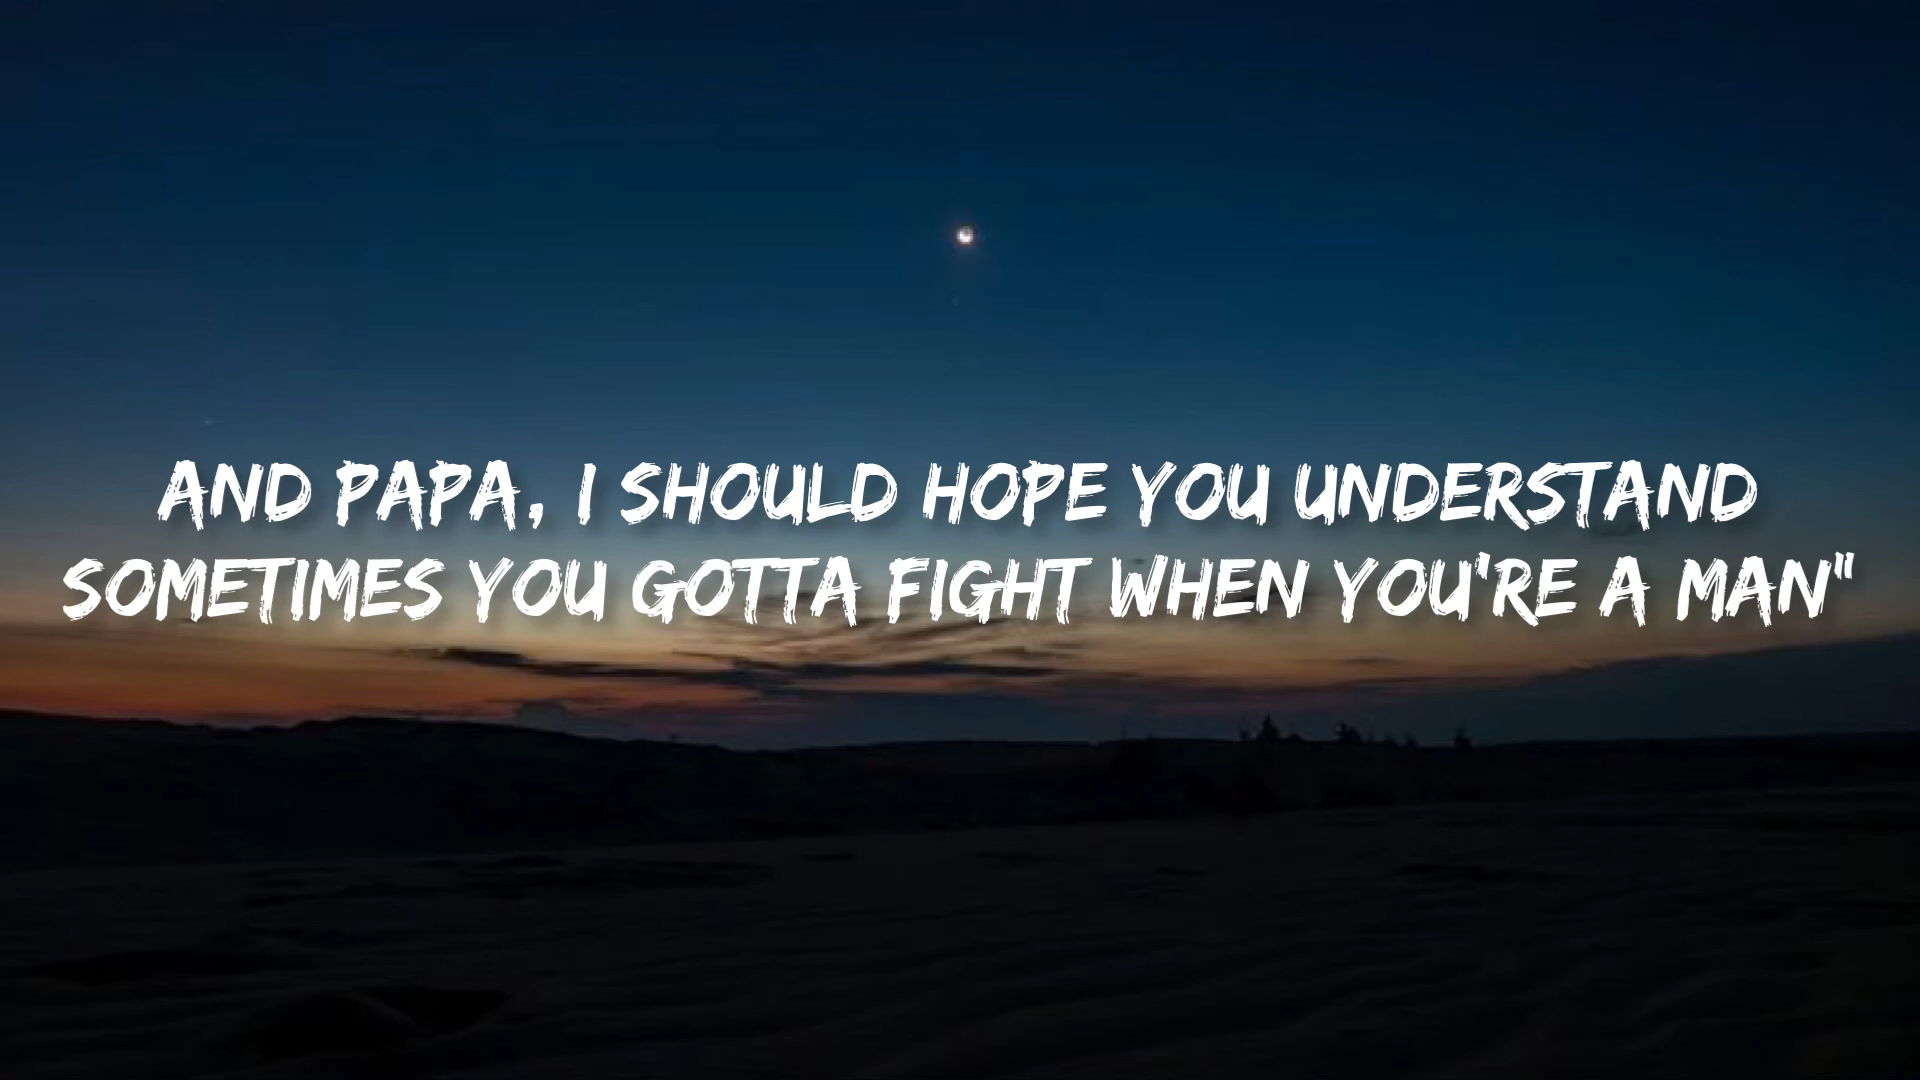 AND PAPA, I SHOULD HOPE YOU UNDERSTAND
SOMETIMES YOU GOTTA FIGHT WHEN YOU'RE A MAN"